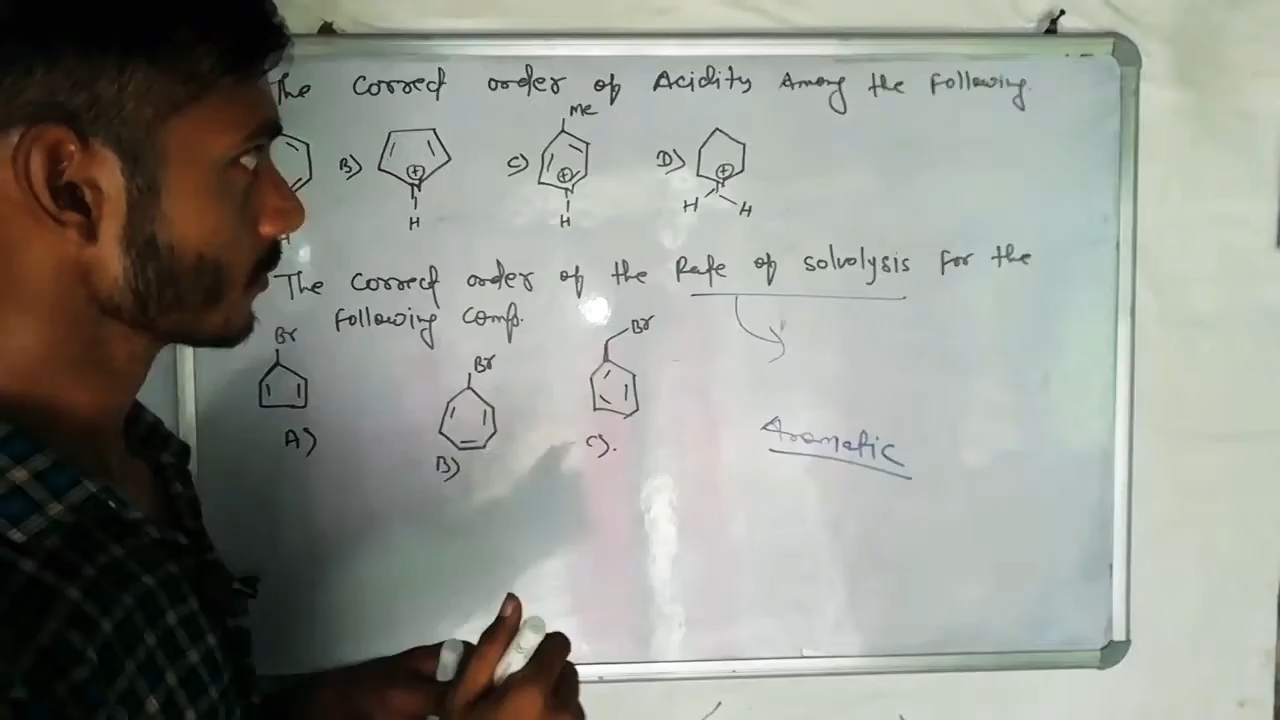 The Correct order of Acidity Among the Following.
Me
B) C) D)
H H H H
H
The Correct order of the Rate of solvolysis for the
Following Comp.
Br Br Br
A) B) C).
Aromatic